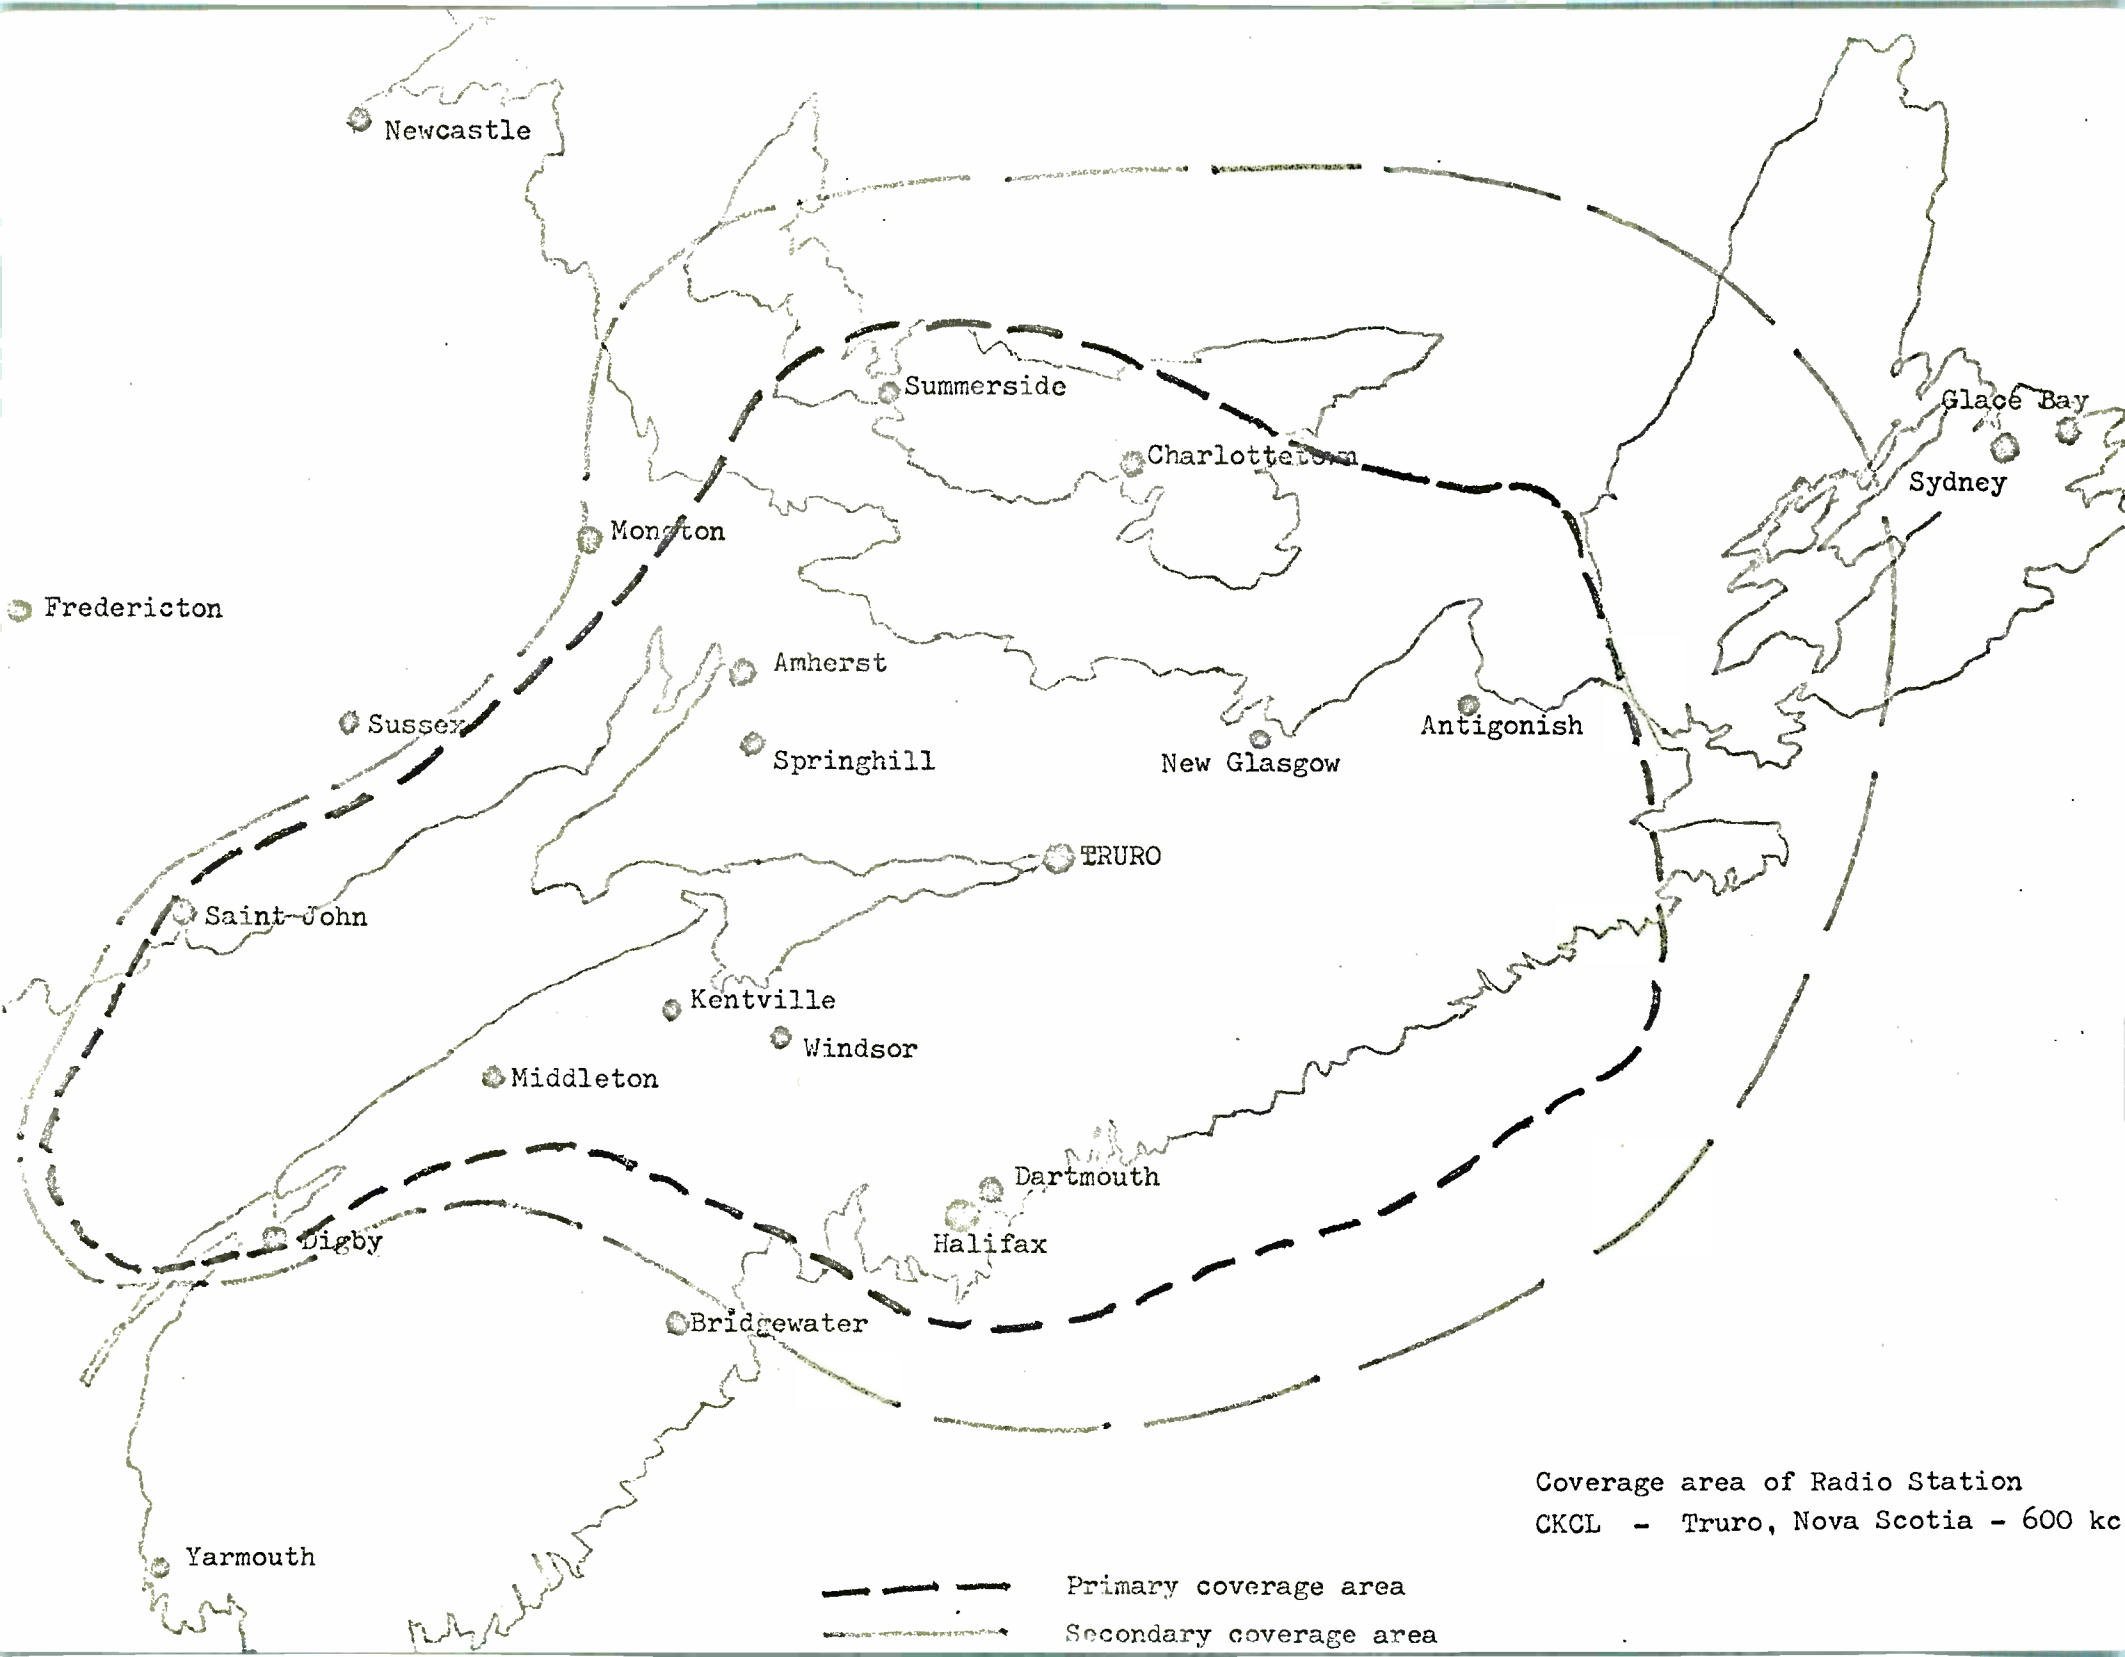 Newcastle
Glace Bay
Summerside
Charlottetown
Sydney
Moncton
Fredericton
Amherst
Sussex
Antigonish
Springhill
New Glasgow
TRURO
Saint John
Kentville
Windsor
Middleton
Dartmouth
Halifax
Digby
Bridgewater
Coverage area of Radio Station
CKCL - Truro, Nova Scotia - 600 kc
Yarmouth
Primary coverage area
Secondary coverage area